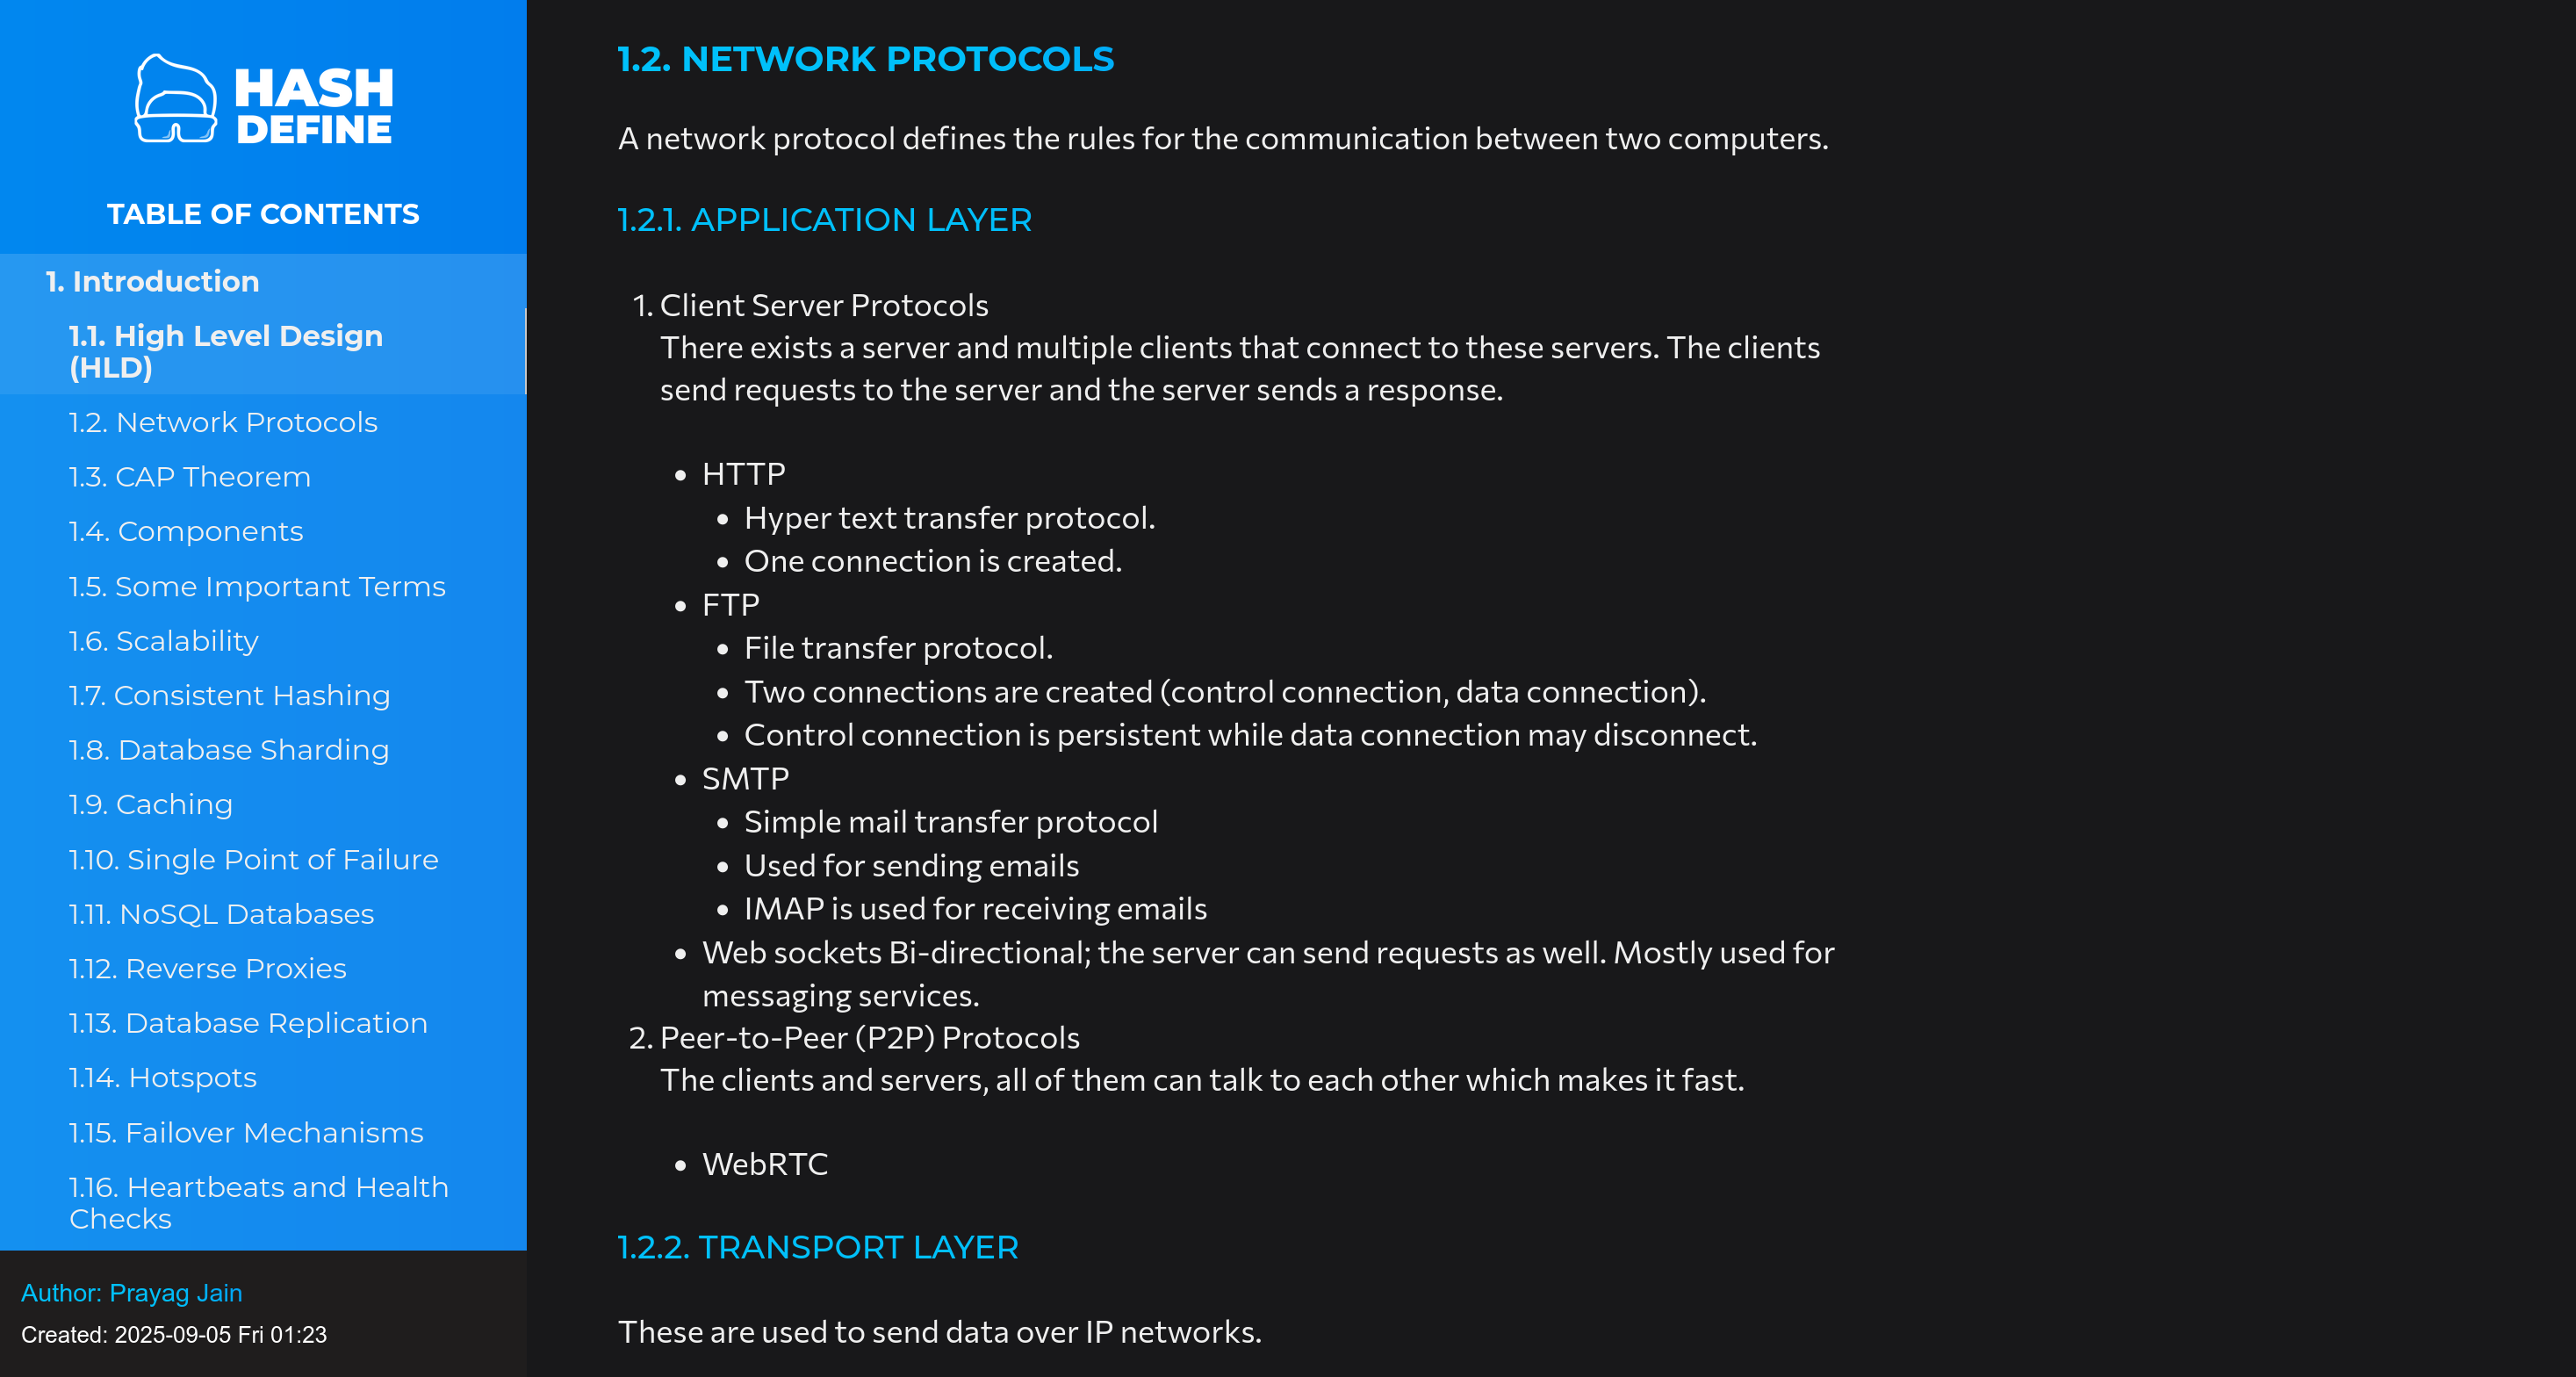 HASH
DEFINE
TABLE OF CONTENTS
1. Introduction
1.1. High Level Design
(HLD)
1.2. Network Protocols
1.3. CAP Theorem
1.4. Components
1.5. Some Important Terms
1.6. Scalability
1.7. Consistent Hashing
1.8. Database Sharding
1.9. Caching
1.10. Single Point of Failure
1.11. NoSQL Databases
1.12. Reverse Proxies
1.13. Database Replication
1.14. Hotspots
1.15. Failover Mechanisms
1.16. Heartbeats and Health
Checks
Author: Prayag Jain
Created: 2025-09-05 Fri 01:23
1.2. NETWORK PROTOCOLS
A network protocol defines the rules for the communication between two computers.
1.2.1. APPLICATION LAYER
1. Client Server Protocols
There exists a server and multiple clients that connect to these servers. The clients
send requests to the server and the server sends a response.
• HTTP
• Hyper text transfer protocol.
• One connection is created.
• FTP
• File transfer protocol.
• Two connections are created (control connection, data connection).
• Control connection is persistent while data connection may disconnect.
• SMTP
• Simple mail transfer protocol
• Used for sending emails
• IMAP is used for receiving emails
• Web sockets Bi-directional; the server can send requests as well. Mostly used for
messaging services.
2. Peer-to-Peer (P2P) Protocols
The clients and servers, all of them can talk to each other which makes it fast.
• WebRTC
1.2.2. TRANSPORT LAYER
These are used to send data over IP networks.